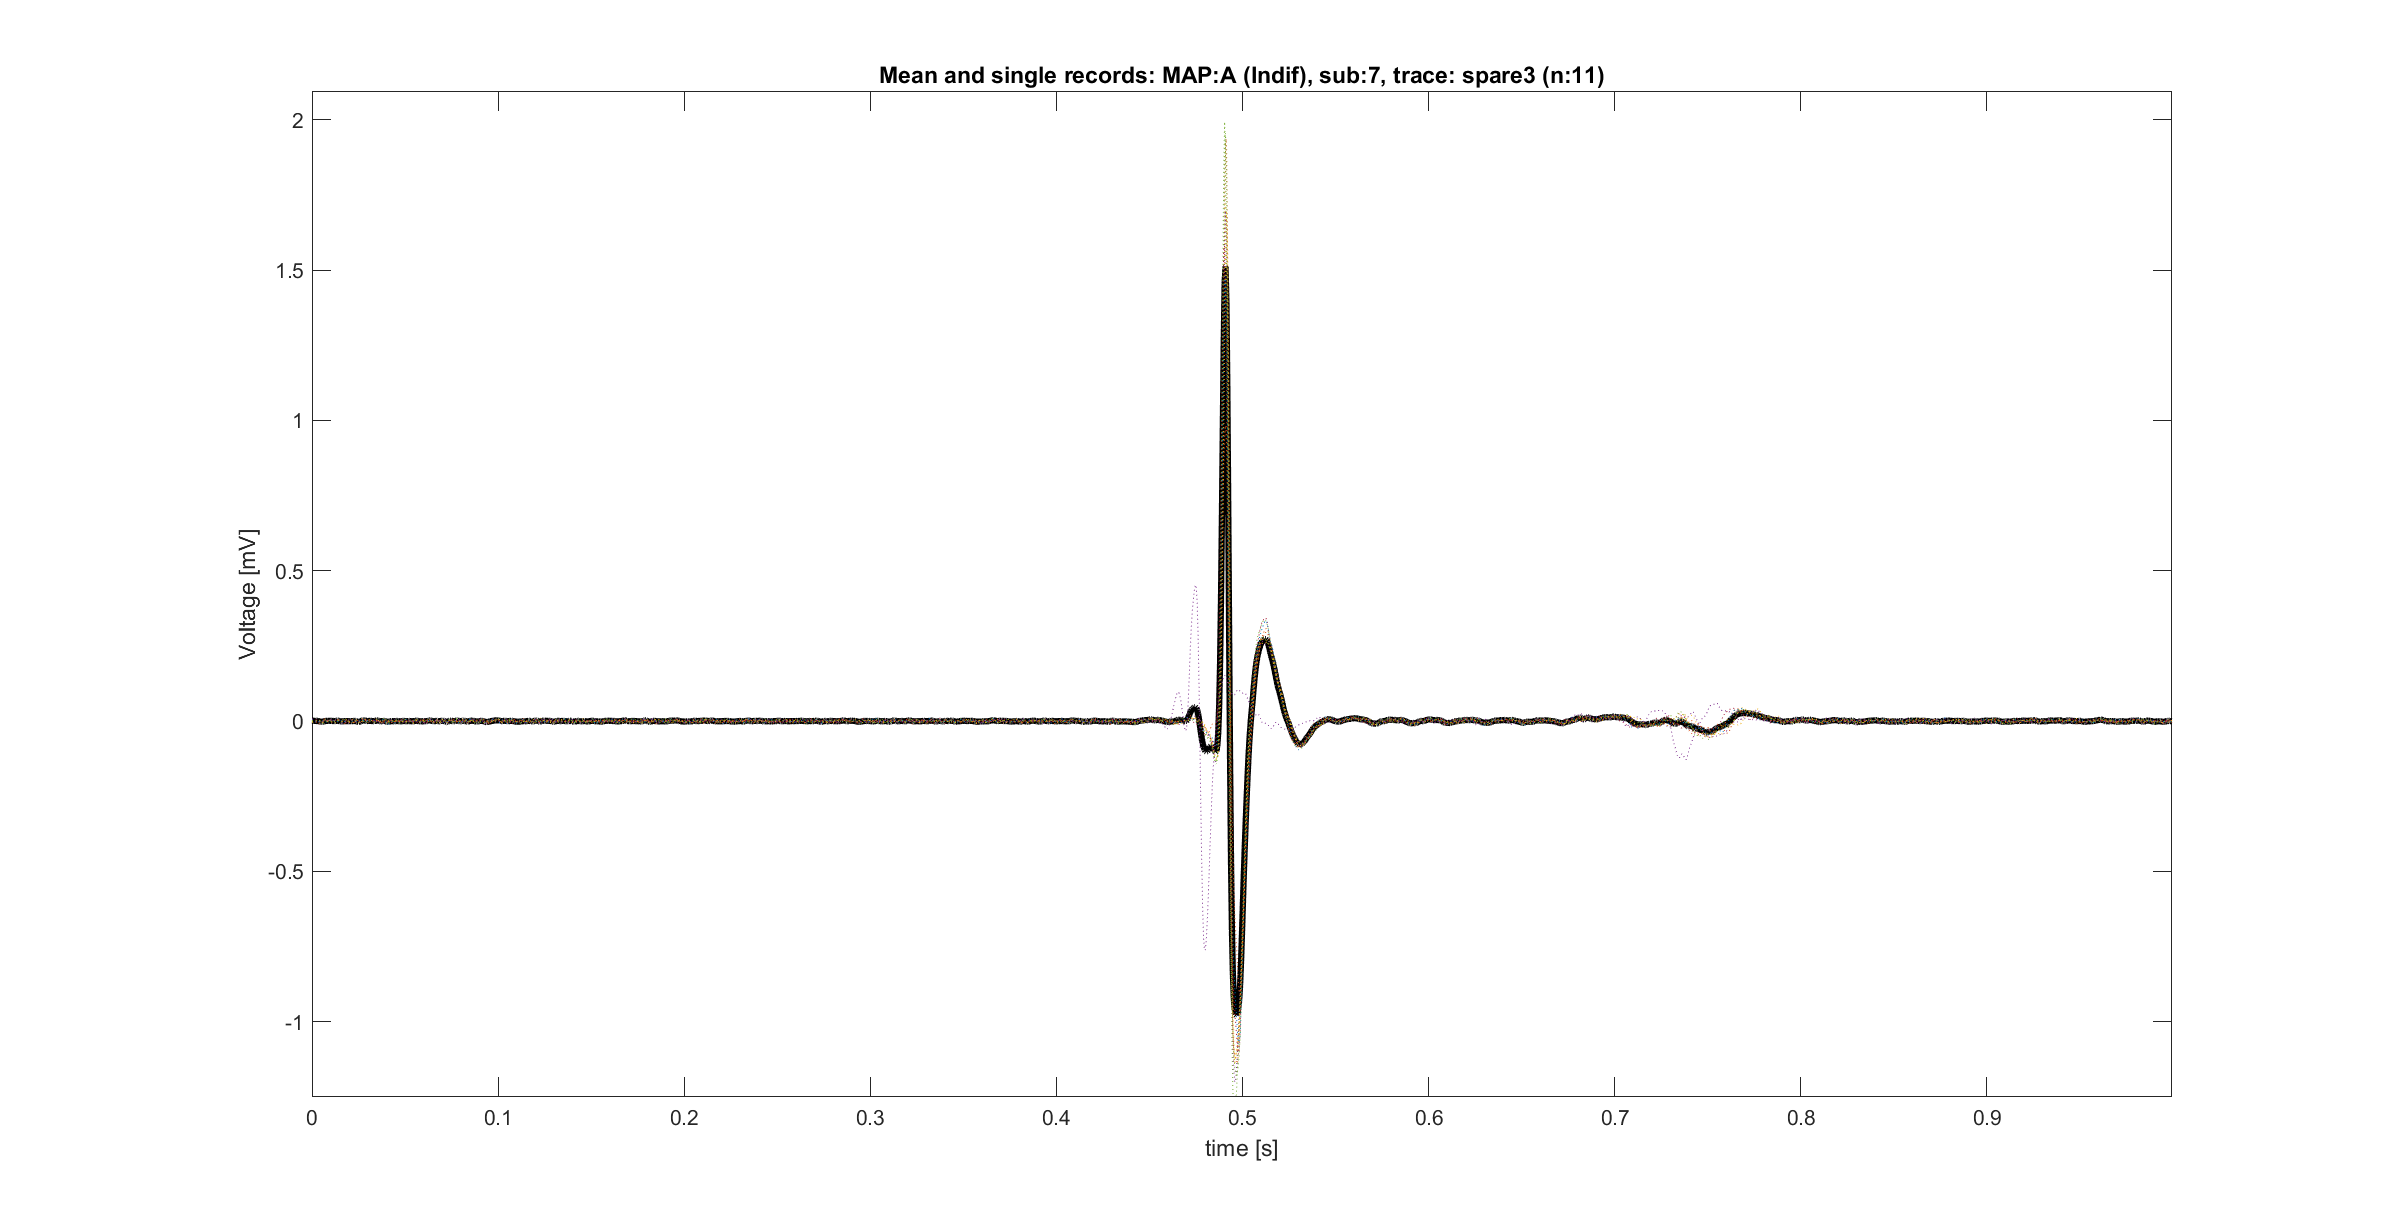 Mean and single records: MAP:A (Indif), sub:7, trace: spare3 (n:11)
2
1.5
1
0.5
0
-0.5
-1
Voltage [mV]
0 0.1 0.2 0.3 0.4 0.5 0.6 0.7 0.8 0.9
time [s]